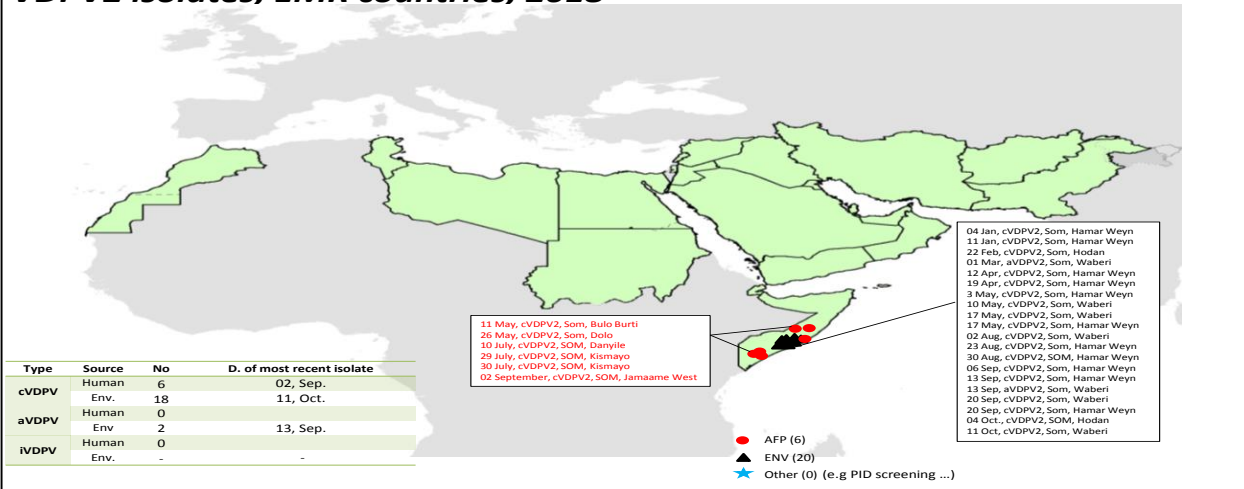 VDPV2 isolates, EMR countries, 2018
04 Jan, cVDPV2, Som, Hamar Weyn
11 Jan, cVDPV2, Som, Hamar Weyn
22 Feb, cVDPV2, Som, Hodan
01 Mar, aVDPV2, Som, Waberi
12 Apr, cVDPV2, Som, Hamar Weyn
19 Apr, cVDPV2, Som, Hamar Weyn
3 May, cVDPV2, Som, Hamar Weyn
10 May, cVDPV2, Som, Waberi
17 May, cVDPV2, Som, Waberi
17 May, cVDPV2, Som, Hamar Weyn
02 Aug, cVDPV2, Som, Waberi
23 Aug, cVDPV2, Som, Hamar Weyn
30 Aug, cVDPV2, SOM, Hamar Weyn
06 Sep, cVDPV2, Som, Hamar Weyn
13 Sep, cVDPV2, Som, Hamar Weyn
13 Sep, aVDPV2, Som, Waberi
20 Sep, cVDPV2, Som, Waberi
20 Sep, cVDPV2, Som, Hamar Weyn
04 Oct., cVDPV2, SOM, Hodan
11 Oct, cVDPV2, Som, Waberi
11 May, cVDPV2, Som, Bulo Burti
26 May, cVDPV2, Som, Dolo
10 July, cVDPV2, SOM, Danyile
29 July, cVDPV2, SOM, Kismayo
30 July, cVDPV2, SOM, Kismayo
02 September, cVDPV2, SOM, Jamaame West
Type Source No D. of most recent isolate
cVDPV Human 6 02, Sep.
Env. 18 11, Oct.
aVDPV Human 0
Env 2 13, Sep.
iVDPV Human 0
Env. - -
AFP (6)
ENV (20)
Other (0) (e.g PID screening ...)